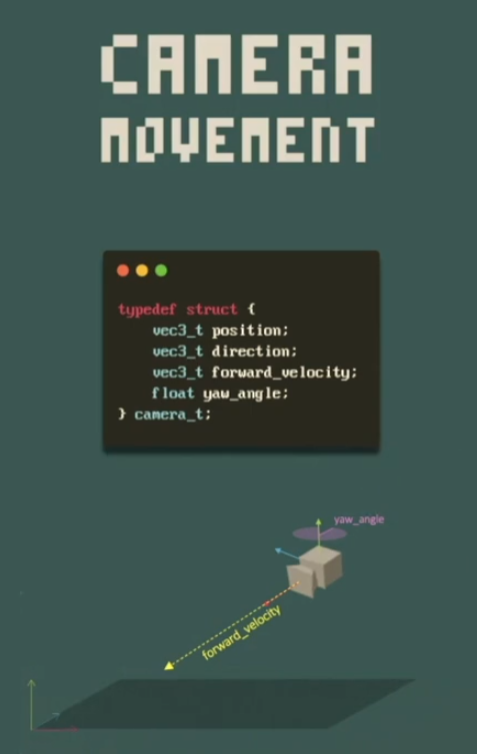 CAMERA
MOVEMENT
typedef struct {
    vec3_t position;
    vec3_t direction;
    vec3_t forward_velocity;
    float yaw_angle;
} camera_t;
yaw_angle
forward_velocity